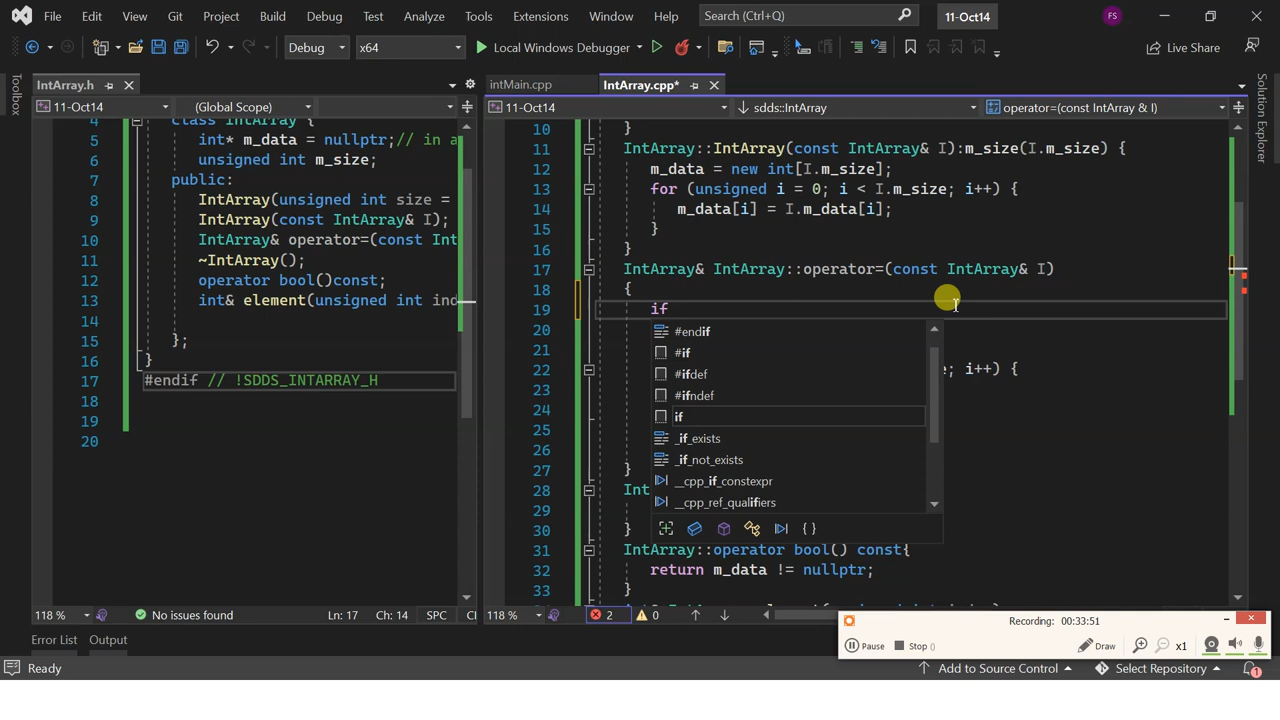 File Edit View Git Project Build Debug Test Analyze Tools Extensions Window Help Search (Ctrl+Q) 11-Oct14 FS
Debug x64 Local Windows Debugger Live Share
Toolbox
IntArray.h
11-Oct14 (Global Scope)
4 class IntArray {
5 int* m_data = nullptr;// in a
6 unsigned int m_size;
7 public:
8 IntArray(unsigned int size =
9 IntArray(const IntArray& I);
10 IntArray& operator=(const Int
11 ~IntArray();
12 operator bool()const;
13 int& element(unsigned int ind
14
15 };
16 }
17 #endif // !SDDS_INTARRAY_H
18
19
20
118 % No issues found Ln: 17 Ch: 14 SPC CI
intMain.cpp IntArray.cpp*
11-Oct14 sdds::IntArray operator=(const IntArray & I)
10 }
11 IntArray::IntArray(const IntArray& I):m_size(I.m_size) {
12 m_data = new int[I.m_size];
13 for (unsigned i = 0; i < I.m_size; i++) {
14 m_data[i] = I.m_data[i];
15 }
16 }
17 IntArray& IntArray::operator=(const IntArray& I)
18 {
19 if
20
21
22 e; i++) {
23
24
25
26
27 }
28 Int
29
30 }
31 IntArray::operator bool() const{
32 return m_data != nullptr;
33 }
#endif
#if
#ifdef
#ifndef
if
_if_exists
_if_not_exists
__cpp_if_constexpr
__cpp_ref_qualifiers
118 % 2 0
Solution Explorer
Recording: 00:33:51
Pause Stop () Draw x1
Error List Output
Ready Add to Source Control Select Repository 1